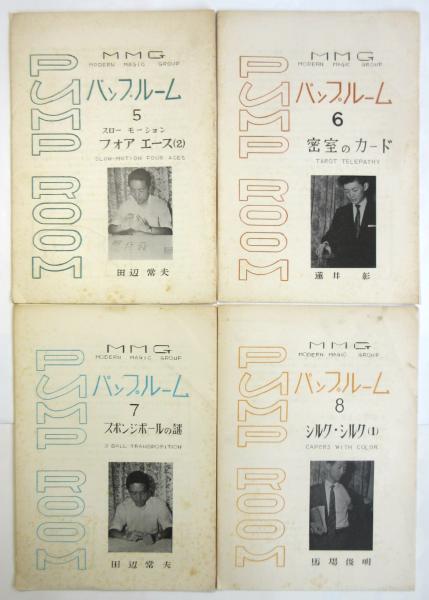 PUMP ROOM
MMG
MODERN MAGIC GROUP
パンプ・ルーム
5
スロー モーション
フォア エース(2)
SLOW-MOTION FOUR ACES
田辺常夫
PUMP ROOM
MMG
MODERN MAGIC GROUP
パンプ・ルーム
6
密室のカード
TAROT TELEPATHY
蓮井彰
PUMP ROOM
MMG
MODERN MAGIC GROUP
パンプ・ルーム
7
スポンジボールの謎
3 BALL TRANSPOSITION
田辺常夫
PUMP ROOM
MMG
MODERN MAGIC GROUP
パンプ・ルーム
8
シルク・シルク(1)
CAPERS WITH COLOR
馬場俊明